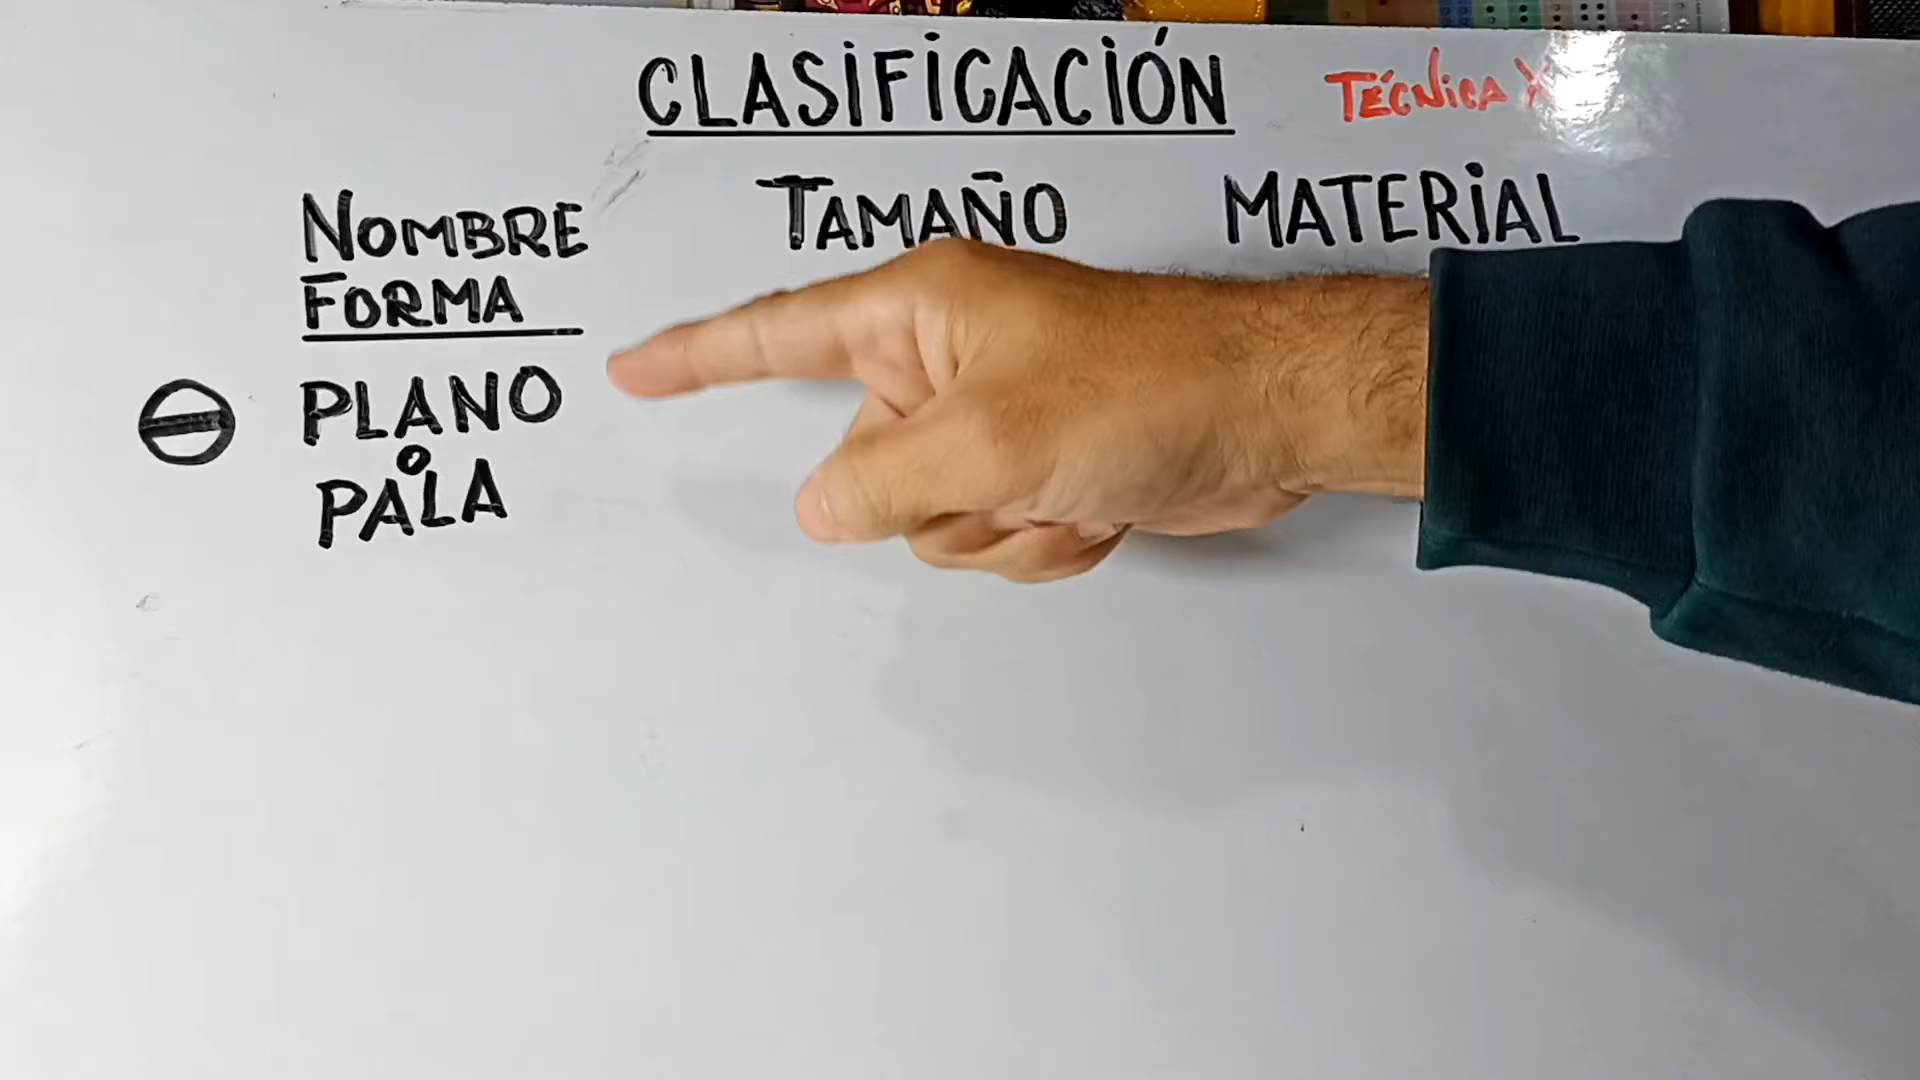 CLASIFICACIÓN
TÉCNICA
NOMBRE TAMAÑO MATERIAL
FORMA
PLANO
O
PALA